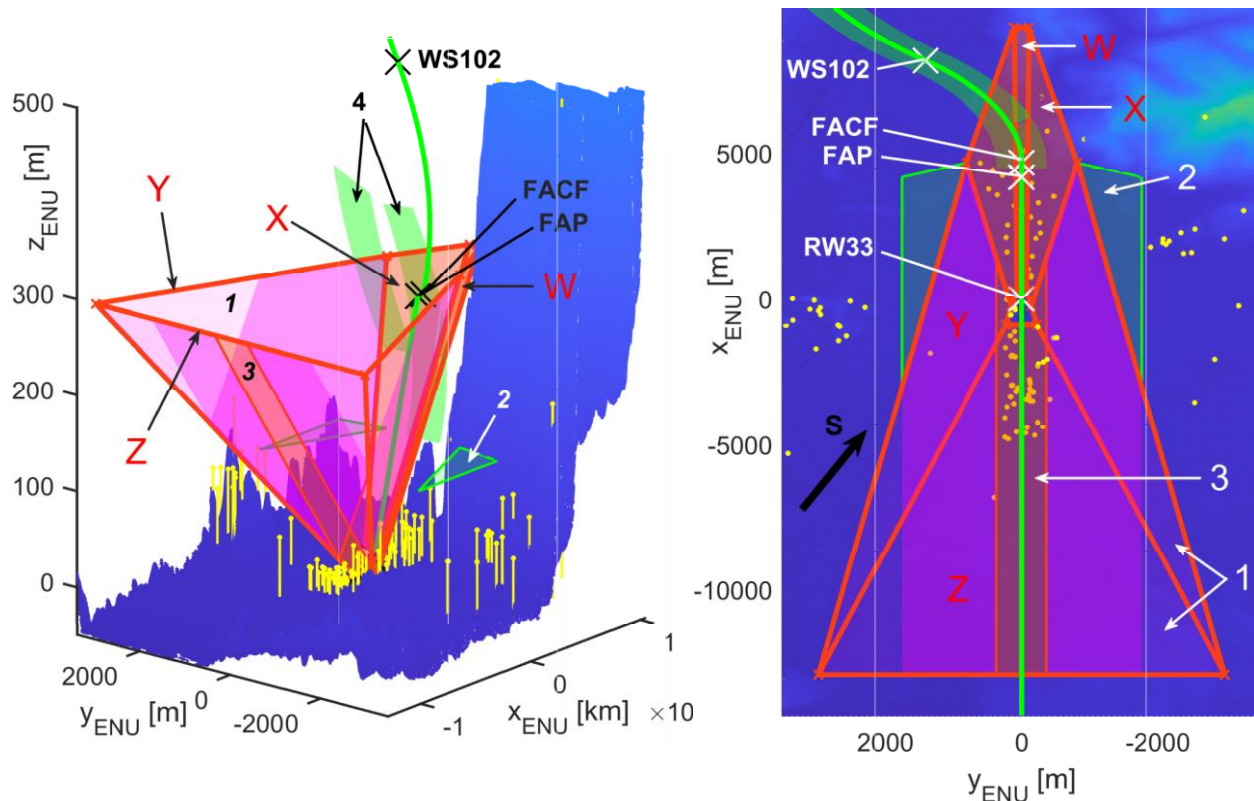 WS102
4
500
z_ENU [m]
400
300
200
100
0
Y
X
FACF
FAP
W
1
3
2
Z
2000
0
-2000
y_ENU [m]
-1
0
1
x_ENU [km]
×10
W
WS102
X
FACF
FAP
5000
2
RW33
x_ENU [m]
0
Y
-5000
S
3
-10000
Z
1
2000
0
-2000
y_ENU [m]